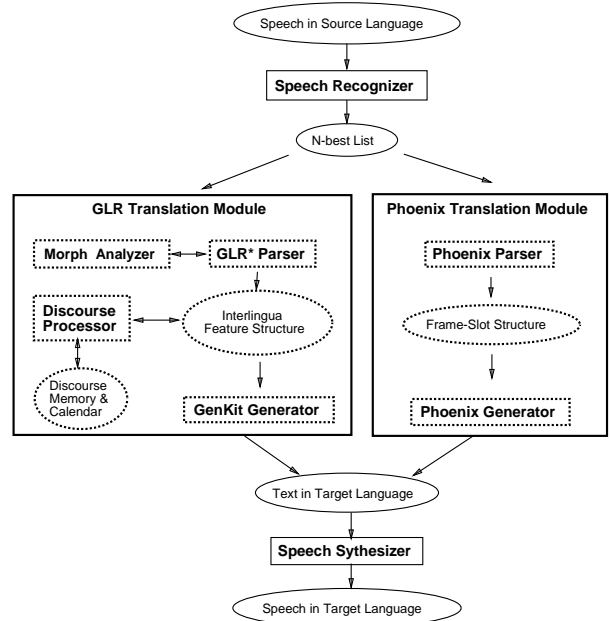 Speech in Source Language
Speech Recognizer
N-best List
GLR Translation Module
Morph Analyzer
GLR* Parser
Discourse
Processor
Interlingua
Feature Structure
Discourse
Memory &
Calendar
GenKit Generator
Phoenix Translation Module
Phoenix Parser
Frame-Slot Structure
Phoenix Generator
Text in Target Language
Speech Sythesizer
Speech in Target Language